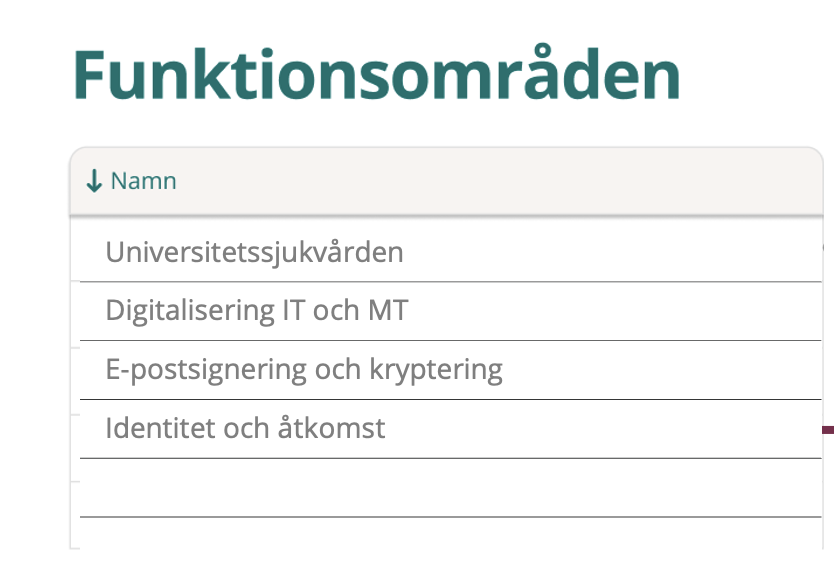 Funktionsområden
Namn
Universitetssjukvården
Digitalisering IT och MT
E-postsignering och kryptering
Identitet och åtkomst